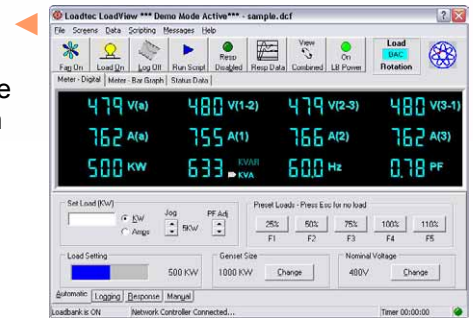 Loadtec LoadView *** Demo Mode Active*** - sample.dcf
File Screens Data Scripting Messages Setup Help
Fan On Load On Log Off Run Script Resp Disabled Resp Data View Combined On LB Power Load BAC Rotation
Meter - Digital Meter - Bar Graph Status Data
479 V(a) 480 V(1-2) 479 V(2-3) 480 V(3-1)
762 A(a) 755 A(1) 766 A(2) 762 A(3)
500 KW 633 KVAR KVA 60.0 Hz 0.78 PF
Set Load (KW) Jog PF Adj Preset Loads - Press Esc for no load
KW Amps 5KW 25% 50% 75% 100% 110%
F1 F2 F3 F4 F5
Load Setting Genset Size Nominal Voltage
500 KW 1000 KW Change 480V Change
Automatic Logging Response Manual
Loadbank is ON Network Controller Connected... Timer 00:00:00